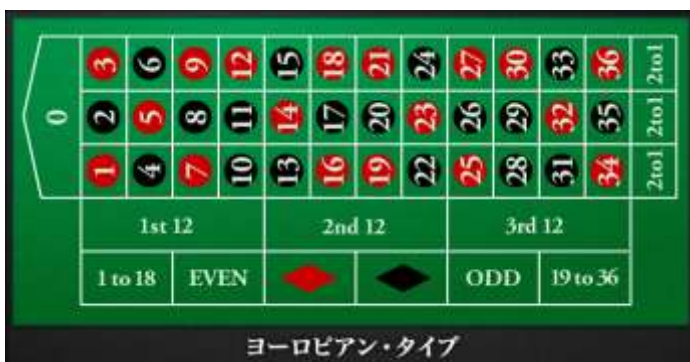 3 6 9 12 15 18 21 24 27 30 33 36 2to1
0 2 5 8 11 14 17 20 23 26 29 32 35 2to1
1 4 7 10 13 16 19 22 25 28 31 34 2to1
1st 12 2nd 12 3rd 12
1 to 18 EVEN ODD 19 to 36
ヨーロピアン・タイプ